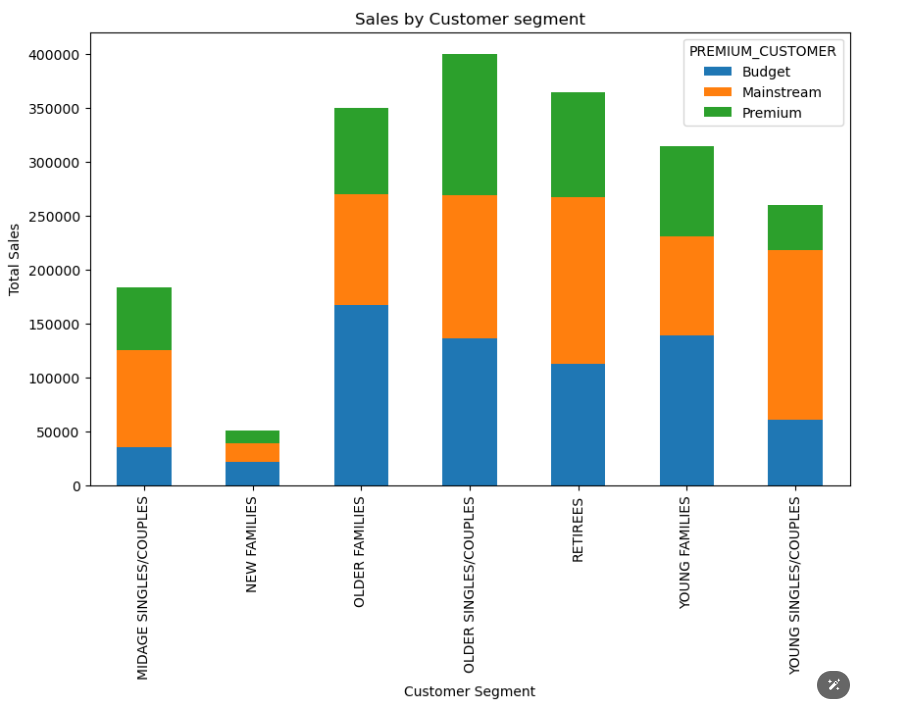 Sales by Customer segment
PREMIUM_CUSTOMER
Budget
Mainstream
Premium
Total Sales
400000
350000
300000
250000
200000
150000
100000
50000
0
MIDAGE SINGLES/COUPLES
NEW FAMILIES
OLDER FAMILIES
OLDER SINGLES/COUPLES
RETIREES
YOUNG FAMILIES
YOUNG SINGLES/COUPLES
Customer Segment